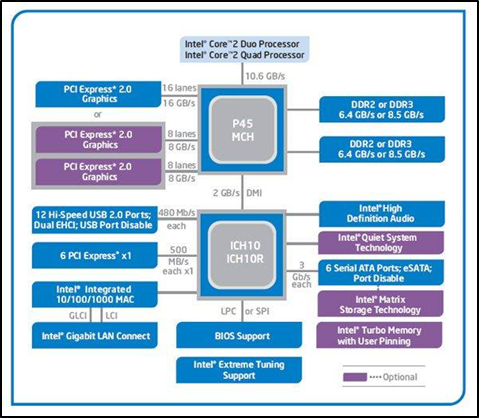 Intel® Core™2 Duo Processor
Intel® Core™2 Quad Processor
10.6 GB/s
PCI Express* 2.0
Graphics
16 lanes
16 GB/s
or
PCI Express* 2.0
Graphics
8 lanes
8 GB/s
PCI Express* 2.0
Graphics
8 lanes
8 GB/s
P45
MCH
DDR2 or DDR3
6.4 GB/s or 8.5 GB/s
DDR2 or DDR3
6.4 GB/s or 8.5 GB/s
2 GB/s DMI
12 Hi-Speed USB 2.0 Ports;
Dual EHCI; USB Port Disable
480 Mb/s
each
6 PCI Express* x1
500
MB/s
each x1
Intel® Integrated
10/100/1000 MAC
GLCI LCI
Intel® Gigabit LAN Connect
ICH10
ICH10R
Intel® High
Definition Audio
Intel® Quiet System
Technology
3
Gb/s
each
6 Serial ATA Ports; eSATA;
Port Disable
Intel® Matrix
Storage Technology
Intel® Turbo Memory
with User Pinning
LPC or SPI
BIOS Support
Intel® Extreme Tuning
Support
Optional